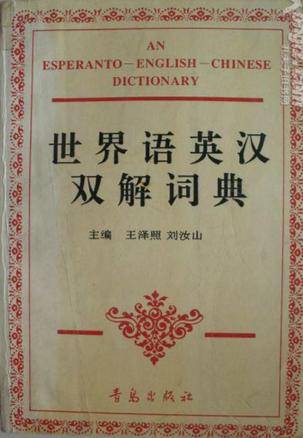 AN
ESPERANTO—ENGLISH—CHINESE
DICTIONARY
世界语英汉
双解词典
主编 王泽照 刘汝山
青岛出版社